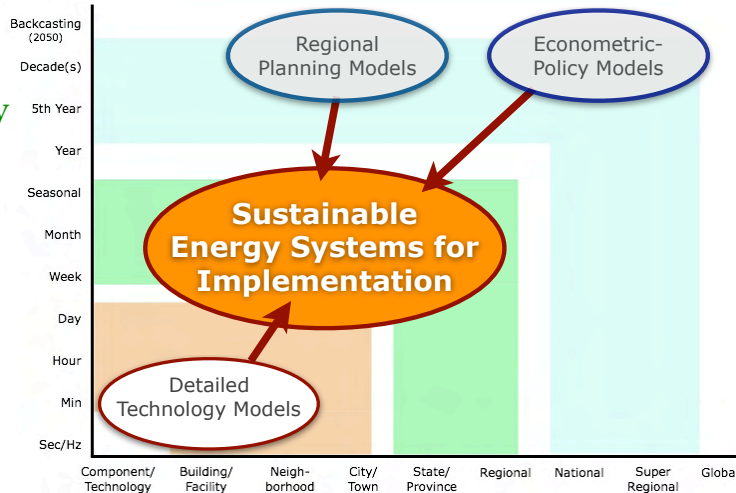 Backcasting
(2050)
Decade(s)
5th Year
y
Year
Seasonal
Month
Week
Day
Hour
Min
Sec/Hz
Regional
Planning Models
Econometric-
Policy Models
Sustainable
Energy Systems for
Implementation
Detailed
Technology Models
Component/
Technology
Building/
Facility
Neigh-
borhood
City/
Town
State/
Province
Regional
National
Super
Regional
Globa